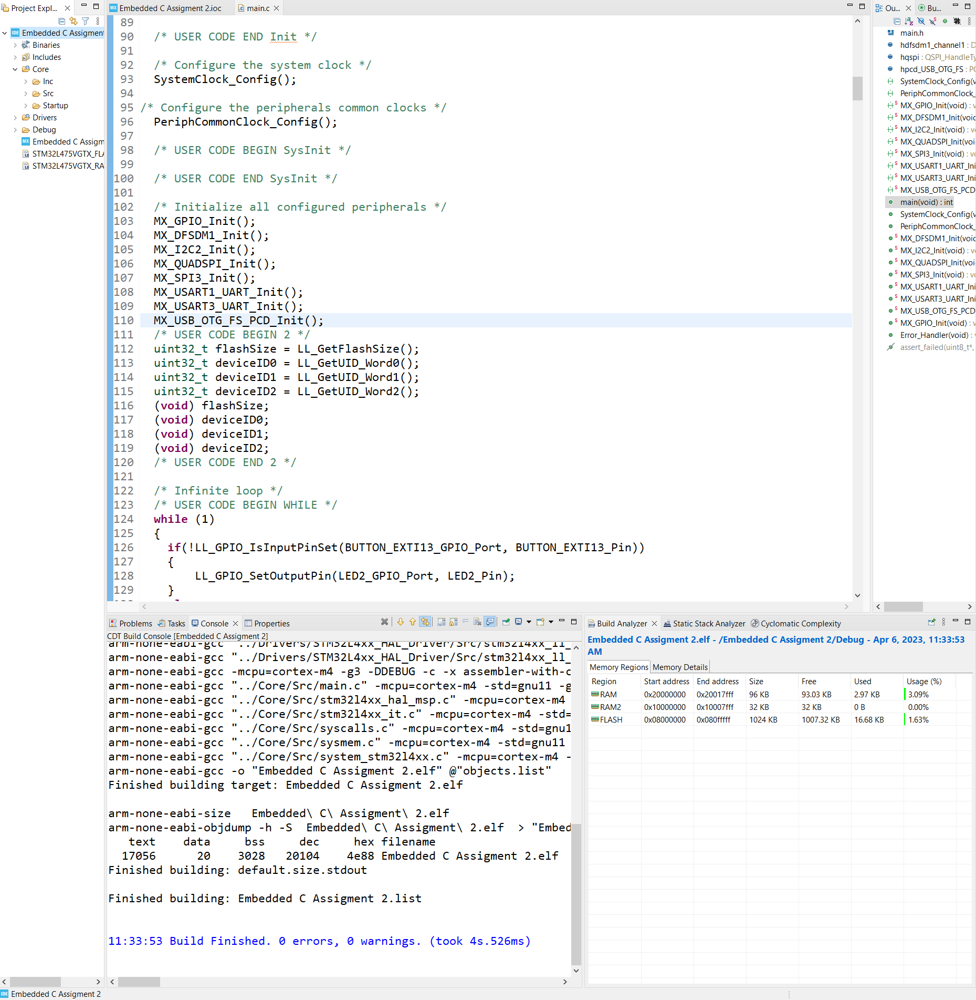 Project Expl...
Embedded C Assigment
Binaries
Includes
Core
Inc
Src
Startup
Drivers
Debug
Embedded C Assigm
STM32L475VGTX_FLA
STM32L475VGTX_RA
Embedded C Assigment 2.ioc
main.c
89
90 /* USER CODE END Init */
91
92 /* Configure the system clock */
93 SystemClock_Config();
94
95 /* Configure the peripherals common clocks */
96 PeriphCommonClock_Config();
97
98 /* USER CODE BEGIN SysInit */
99
100 /* USER CODE END SysInit */
101
102 /* Initialize all configured peripherals */
103 MX_GPIO_Init();
104 MX_DFSDM1_Init();
105 MX_I2C2_Init();
106 MX_QUADSPI_Init();
107 MX_SPI3_Init();
108 MX_USART1_UART_Init();
109 MX_USART3_UART_Init();
110 MX_USB_OTG_FS_PCD_Init();
111 /* USER CODE BEGIN 2 */
112 uint32_t flashSize = LL_GetFlashSize();
113 uint32_t deviceID0 = LL_GetUID_Word0();
114 uint32_t deviceID1 = LL_GetUID_Word1();
115 uint32_t deviceID2 = LL_GetUID_Word2();
116 (void) flashSize;
117 (void) deviceID0;
118 (void) deviceID1;
119 (void) deviceID2;
120 /* USER CODE END 2 */
121
122 /* Infinite loop */
123 /* USER CODE BEGIN WHILE */
124 while (1)
125 {
126 if(!LL_GPIO_IsInputPinSet(BUTTON_EXTI13_GPIO_Port, BUTTON_EXTI13_Pin))
127 {
128 LL_GPIO_SetOutputPin(LED2_GPIO_Port, LED2_Pin);
129 }
Ou...
Bu...
main.h
hdfsdm1_channel1 : D
hqspi : QSPI_HandleTy
hpcd_USB_OTG_FS : PC
SystemClock_Config(v
PeriphCommonClock_
MX_GPIO_Init(void) : v
MX_DFSDM1_Init(voic
MX_I2C2_Init(void) : v
MX_QUADSPI_Init(voi
MX_SPI3_Init(void) : vc
MX_USART1_UART_Ini
MX_USART3_UART_Ini
MX_USB_OTG_FS_PCD
main(void) : int
SystemClock_Config(v
PeriphCommonClock_
MX_DFSDM1_Init(voic
MX_I2C2_Init(void) : v
MX_QUADSPI_Init(voi
MX_SPI3_Init(void) : vc
MX_USART1_UART_Ini
MX_USART3_UART_Ini
MX_USB_OTG_FS_PCD
MX_GPIO_Init(void) : v
Error_Handler(void) :
assert_failed(uint8_t*,
Problems Tasks Console Properties
CDT Build Console [Embedded C Assigment 2]
arm-none-eabi-gcc "../Drivers/STM32L4xx_HAL_Driver/Src/stm32l4xx_ll_
arm-none-eabi-gcc "../Drivers/STM32L4xx_HAL_Driver/Src/stm32l4xx_ll_
arm-none-eabi-gcc -mcpu=cortex-m4 -g3 -DDEBUG -c -x assembler-with-c
arm-none-eabi-gcc "../Core/Src/main.c" -mcpu=cortex-m4 -std=gnu11 -g
arm-none-eabi-gcc "../Core/Src/stm32l4xx_hal_msp.c" -mcpu=cortex-m4
arm-none-eabi-gcc "../Core/Src/stm32l4xx_it.c" -mcpu=cortex-m4 -std=
arm-none-eabi-gcc "../Core/Src/syscalls.c" -mcpu=cortex-m4 -std=gnu1
arm-none-eabi-gcc "../Core/Src/sysmem.c" -mcpu=cortex-m4 -std=gnu11
arm-none-eabi-gcc "../Core/Src/system_stm32l4xx.c" -mcpu=cortex-m4 -
arm-none-eabi-gcc -o "Embedded C Assigment 2.elf" @"objects.list"
Finished building target: Embedded C Assigment 2.elf
arm-none-eabi-size Embedded\ C\ Assigment\ 2.elf
arm-none-eabi-objdump -h -S Embedded\ C\ Assigment\ 2.elf > "Embed
text data bss dec hex filename
17056 20 3028 20104 4e88 Embedded C Assigment 2.elf
Finished building: default.size.stdout
Finished building: Embedded C Assigment 2.list
11:33:53 Build Finished. 0 errors, 0 warnings. (took 4s.526ms)
Build Analyzer Static Stack Analyzer Cyclomatic Complexity
Embedded C Assigment 2.elf - /Embedded C Assigment 2/Debug - Apr 6, 2023, 11:33:53
AM
Memory Regions Memory Details
Region Start address End address Size Free Used Usage (%)
RAM 0x20000000 0x20017fff 96 KB 93.03 KB 2.97 KB 3.09%
RAM2 0x10000000 0x10007fff 32 KB 32 KB 0 B 0.00%
FLASH 0x08000000 0x080fffff 1024 KB 1007.32 KB 16.68 KB 1.63%
Embedded C Assigment 2